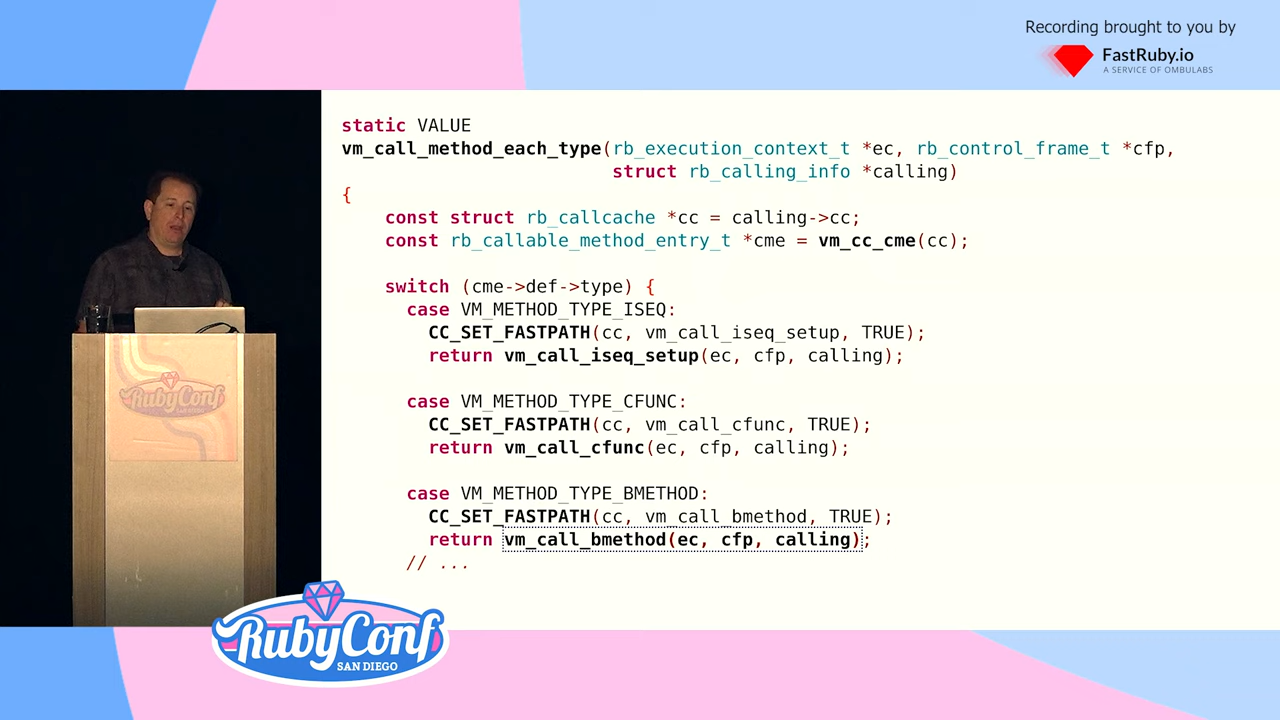 Recording brought to you by
FastRuby.io
A SERVICE OF OMBULABS
static VALUE
vm_call_method_each_type(rb_execution_context_t *ec, rb_control_frame_t *cfp,
struct rb_calling_info *calling)
{
const struct rb_callcache *cc = calling->cc;
const rb_callable_method_entry_t *cme = vm_cc_cme(cc);
switch (cme->def->type) {
case VM_METHOD_TYPE_ISEQ:
CC_SET_FASTPATH(cc, vm_call_iseq_setup, TRUE);
return vm_call_iseq_setup(ec, cfp, calling);
case VM_METHOD_TYPE_CFUNC:
CC_SET_FASTPATH(cc, vm_call_cfunc, TRUE);
return vm_call_cfunc(ec, cfp, calling);
case VM_METHOD_TYPE_BMETHOD:
CC_SET_FASTPATH(cc, vm_call_bmethod, TRUE);
return vm_call_bmethod(ec, cfp, calling);
// ...
RubyConf
SAN DIEGO
RubyConf
SAN DIEGO